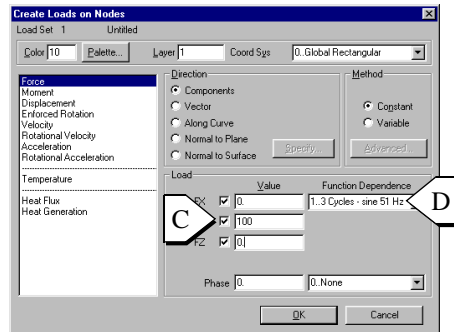 Create Loads on Nodes
Load Set 1 Untitled
Color 10 Palette... Layer 1 Coord Sys 0..Global Rectangular
Force
Moment
Displacement
Enforced Rotation
Velocity
Rotational Velocity
Acceleration
Rotational Acceleration
Temperature
Heat Flux
Heat Generation
Direction
Components
Vector
Along Curve
Normal to Plane
Normal to Surface
Specify...
Method
Constant
Variable
Advanced...
Load
Value Function Dependence
FX 0. 1..3 Cycles - sine 51 Hz
D
C
100
FZ 0.
Phase 0. 0..None
OK Cancel